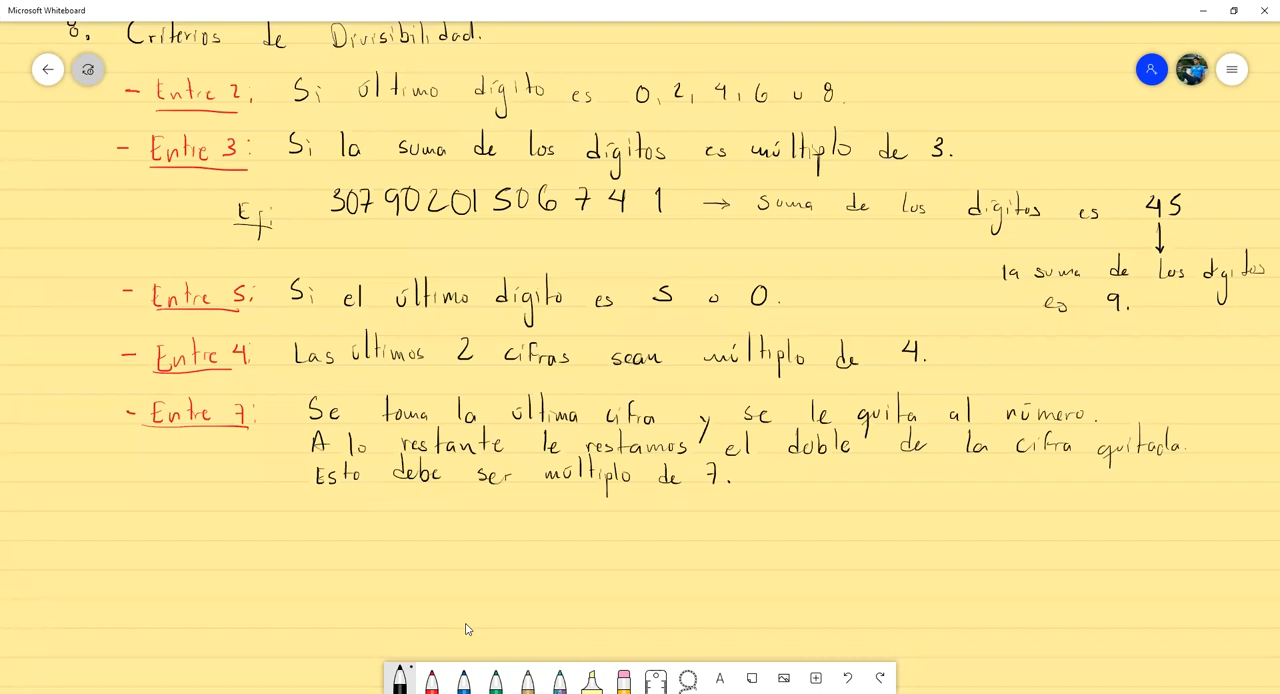 Microsoft Whiteboard
8. Criterios de Divisibilidad.
- Entre 2: Si último dígito es 0, 2, 4, 6 u 8.
- Entre 3: Si la suma de los dígitos es múltiplo de 3.
Ej: 307902015067 4 1 → suma de los dígitos es 45
la suma de los dígitos
es 9.
- Entre 5: Si el último dígito es 5 o 0.
- Entre 4: Las últimos 2 cifras sean múltiplo de 4.
- Entre 7: Se toma la última cifra y se le quita al número.
A lo restante le restamos el doble de la cifra quitada.
Esto debe ser múltiplo de 7.
A